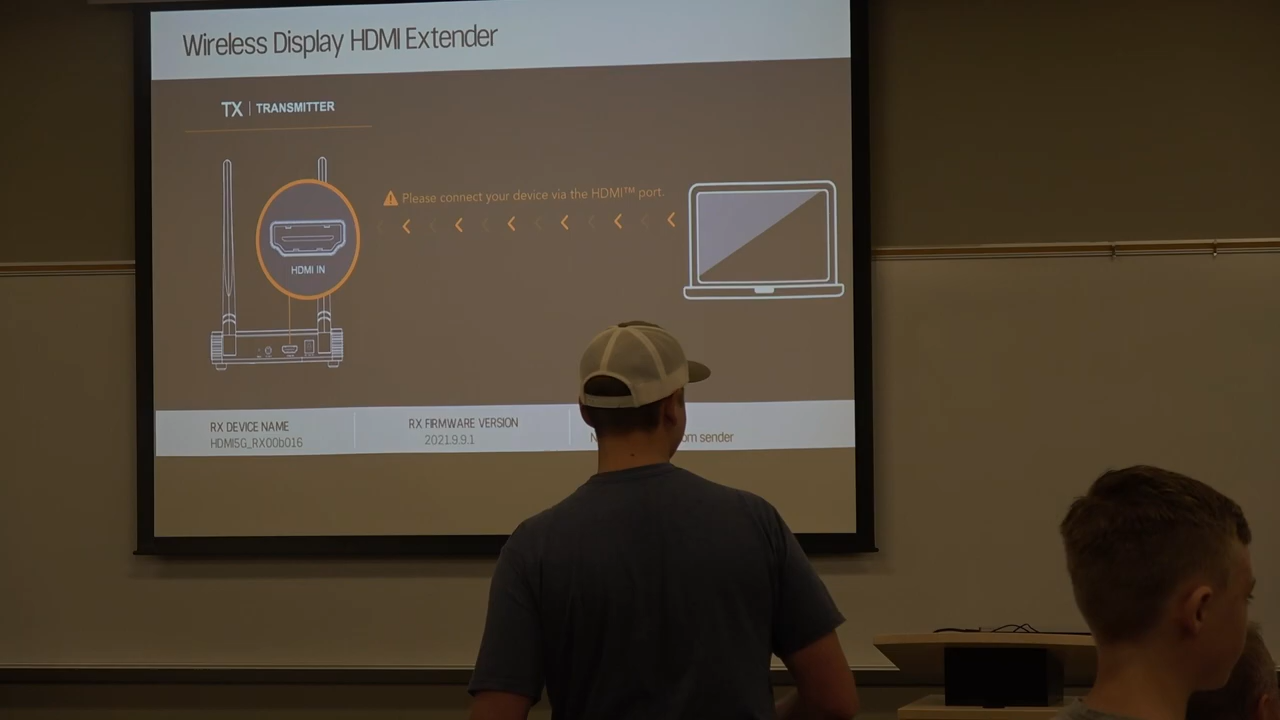 Wireless Display HDMI Extender
TX | TRANSMITTER
Please connect your device via the HDMI™ port.
HDMI IN
RX DEVICE NAME
HDMI5G_RX00b016
RX FIRMWARE VERSION
2021.9.9.1
sender